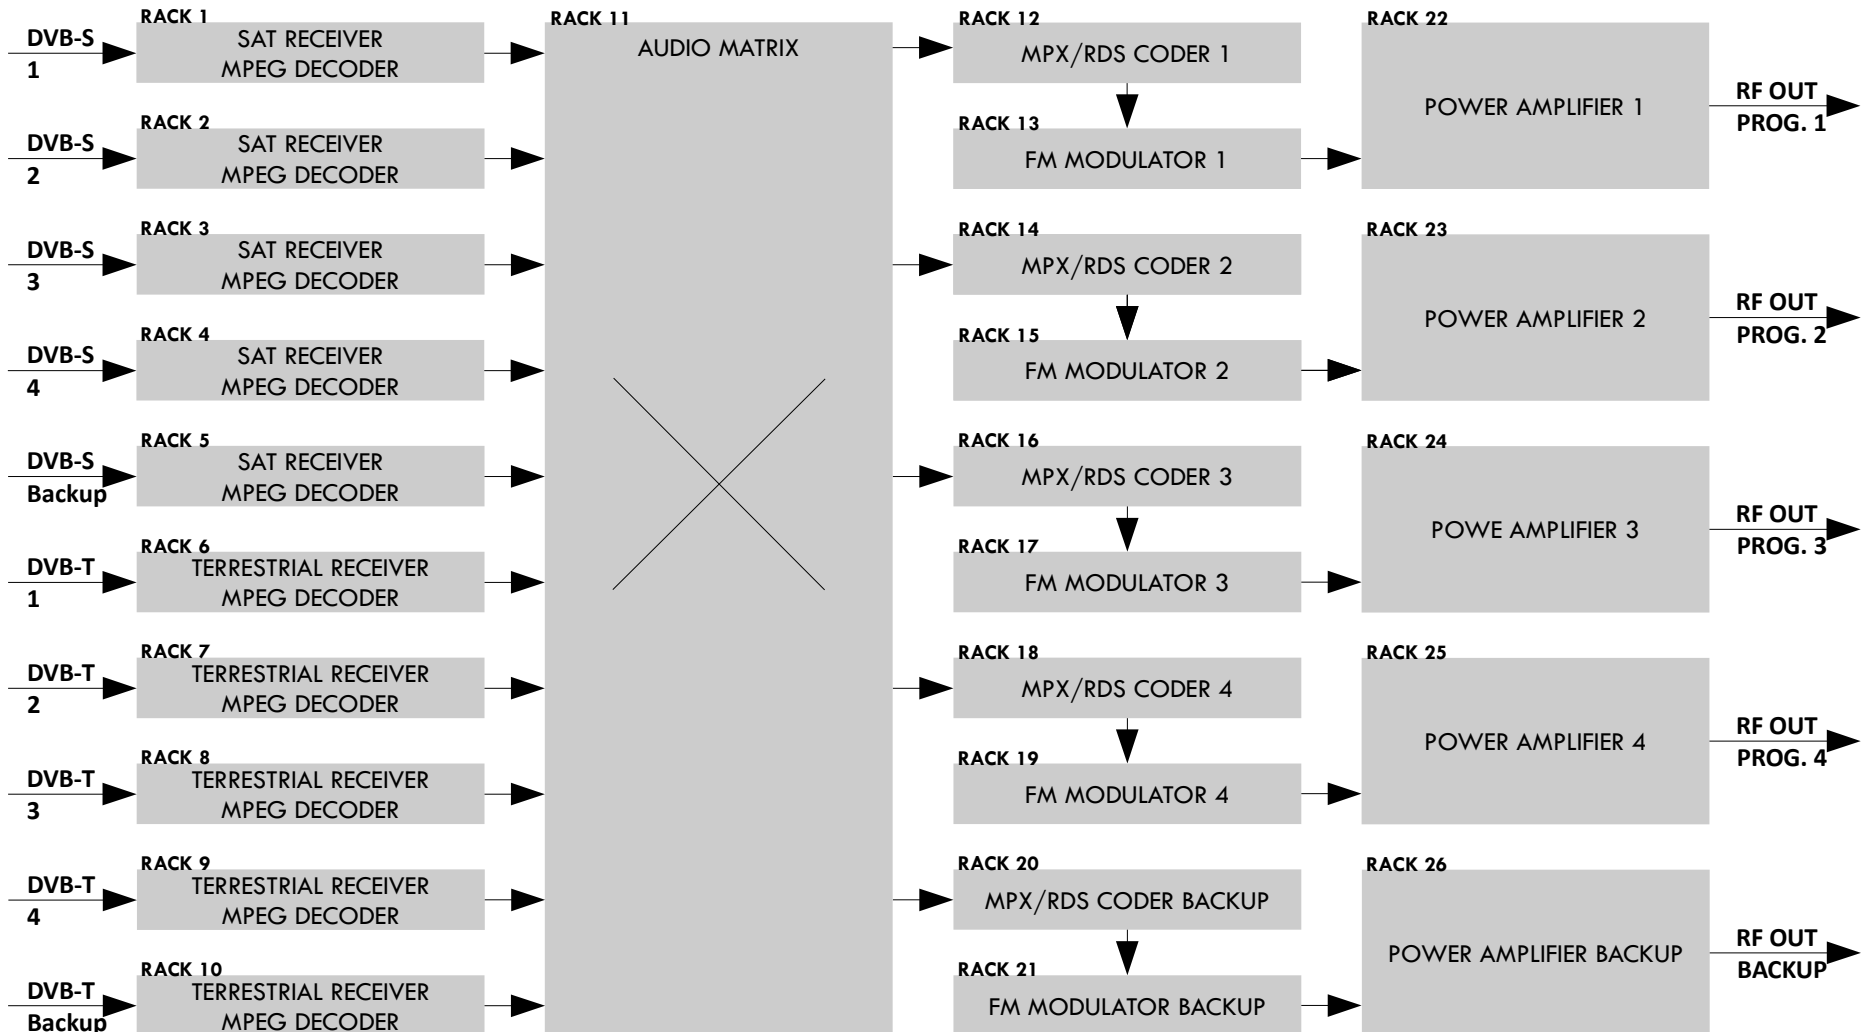 RACK 1
DVB-S
1
SAT RECEIVER
MPEG DECODER
RACK 2
DVB-S
2
SAT RECEIVER
MPEG DECODER
RACK 3
DVB-S
3
SAT RECEIVER
MPEG DECODER
RACK 4
DVB-S
4
SAT RECEIVER
MPEG DECODER
RACK 5
DVB-S
Backup
SAT RECEIVER
MPEG DECODER
RACK 6
DVB-T
1
TERRESTRIAL RECEIVER
MPEG DECODER
RACK 7
DVB-T
2
TERRESTRIAL RECEIVER
MPEG DECODER
RACK 8
DVB-T
3
TERRESTRIAL RECEIVER
MPEG DECODER
RACK 9
DVB-T
4
TERRESTRIAL RECEIVER
MPEG DECODER
RACK 10
DVB-T
Backup
TERRESTRIAL RECEIVER
MPEG DECODER
RACK 11
AUDIO MATRIX
RACK 12
MPX/RDS CODER 1
RACK 13
FM MODULATOR 1
RACK 14
MPX/RDS CODER 2
RACK 15
FM MODULATOR 2
RACK 16
MPX/RDS CODER 3
RACK 17
FM MODULATOR 3
RACK 18
MPX/RDS CODER 4
RACK 19
FM MODULATOR 4
RACK 20
MPX/RDS CODER BACKUP
RACK 21
FM MODULATOR BACKUP
RACK 22
POWER AMPLIFIER 1
RF OUT
PROG. 1
RACK 23
POWER AMPLIFIER 2
RF OUT
PROG. 2
RACK 24
POWE AMPLIFIER 3
RF OUT
PROG. 3
RACK 25
POWER AMPLIFIER 4
RF OUT
PROG. 4
RACK 26
POWER AMPLIFIER BACKUP
RF OUT
BACKUP